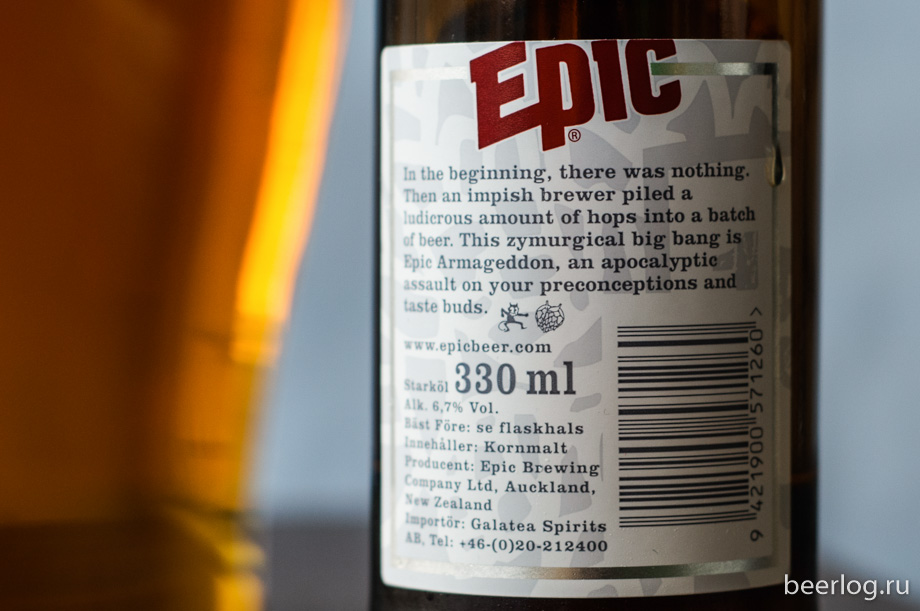 EPIC
®
In the beginning, there was nothing.
Then an impish brewer piled a
ludicrous amount of hops into a batch
of beer. This zymurgical big bang is
Epic Armageddon, an apocalyptic
assault on your preconceptions and
taste buds.
www.epicbeer.com
Starköl 330 ml
Alk. 6,7% Vol.
Bäst Före: se flaskhals
Innehåller: Kornmalt
Producent: Epic Brewing
Company Ltd, Auckland,
New Zealand
Importör: Galatea Spirits
AB, Tel: +46-(0)20-212400
9 421900 571260 >
beerlog.ru